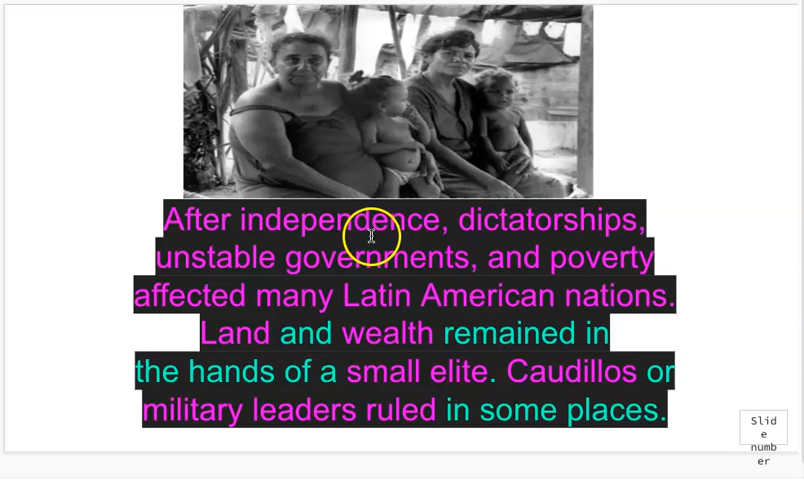 After independence, dictatorships,
unstable governments, and poverty
affected many Latin American nations.
Land and wealth remained in
the hands of a small elite. Caudillos or
military leaders ruled in some places.
Slid
e
numb
er